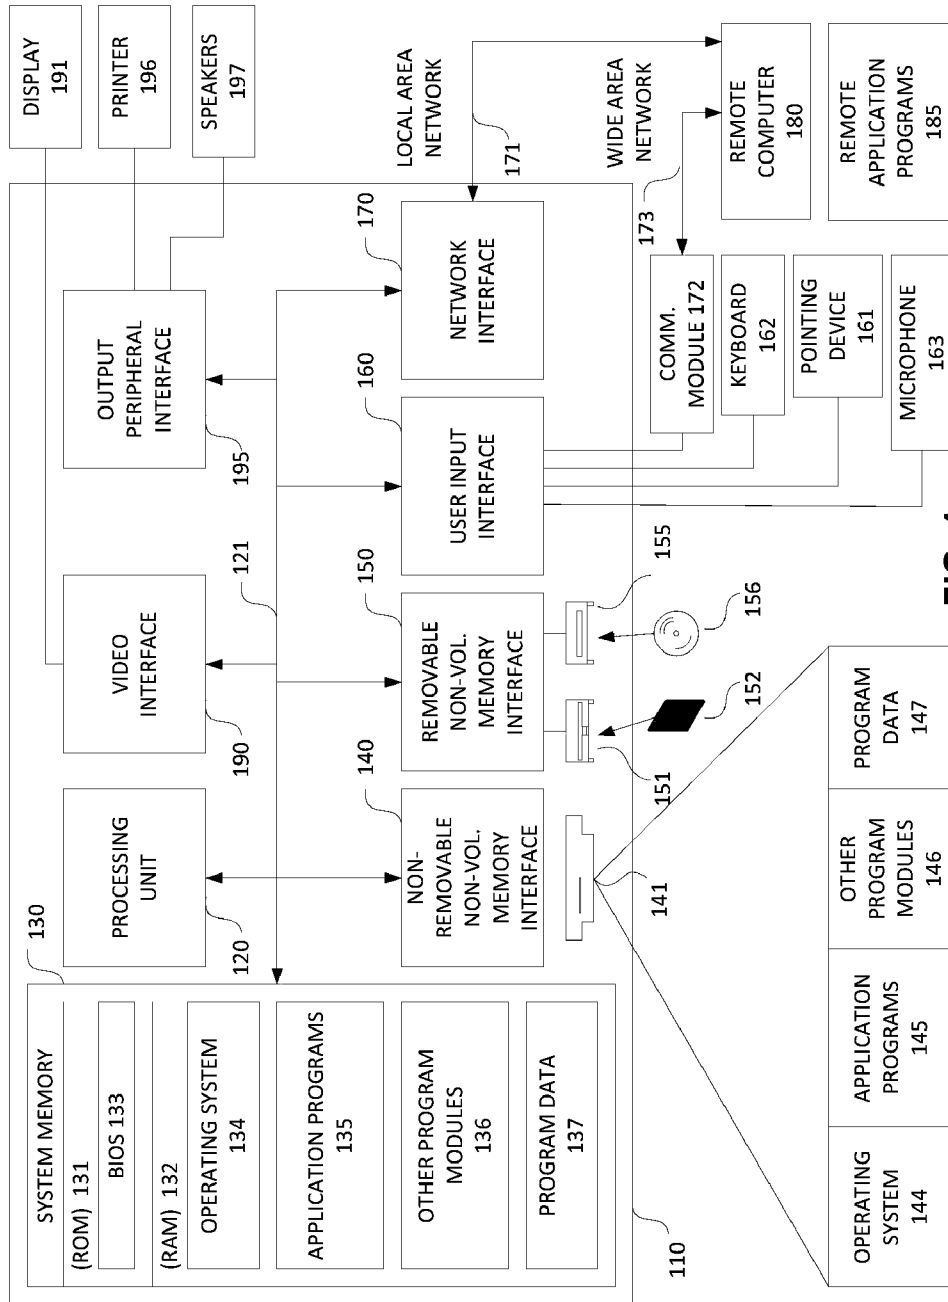 SYSTEM MEMORY
(ROM) 131
BIOS 133
(RAM) 132
OPERATING SYSTEM
134
APPLICATION PROGRAMS
135
OTHER PROGRAM
MODULES
136
PROGRAM DATA
137
130
110
PROCESSING
UNIT
120
VIDEO
INTERFACE
190
121
OUTPUT
PERIPHERAL
INTERFACE
195
DISPLAY
191
PRINTER
196
SPEAKERS
197
NON-
REMOVABLE
NON-VOL.
MEMORY
INTERFACE
140
REMOVABLE
NON-VOL.
MEMORY
INTERFACE
150
USER INPUT
INTERFACE
160
NETWORK
INTERFACE
170
LOCAL AREA
NETWORK
171
WIDE AREA
NETWORK
173
141
151
152
155
156
COMM.
MODULE 172
KEYBOARD
162
POINTING
DEVICE
161
MICROPHONE
163
REMOTE
COMPUTER
180
REMOTE
APPLICATION
PROGRAMS
185
OPERATING
SYSTEM
144
APPLICATION
PROGRAMS
145
OTHER
PROGRAM
MODULES
146
PROGRAM
DATA
147